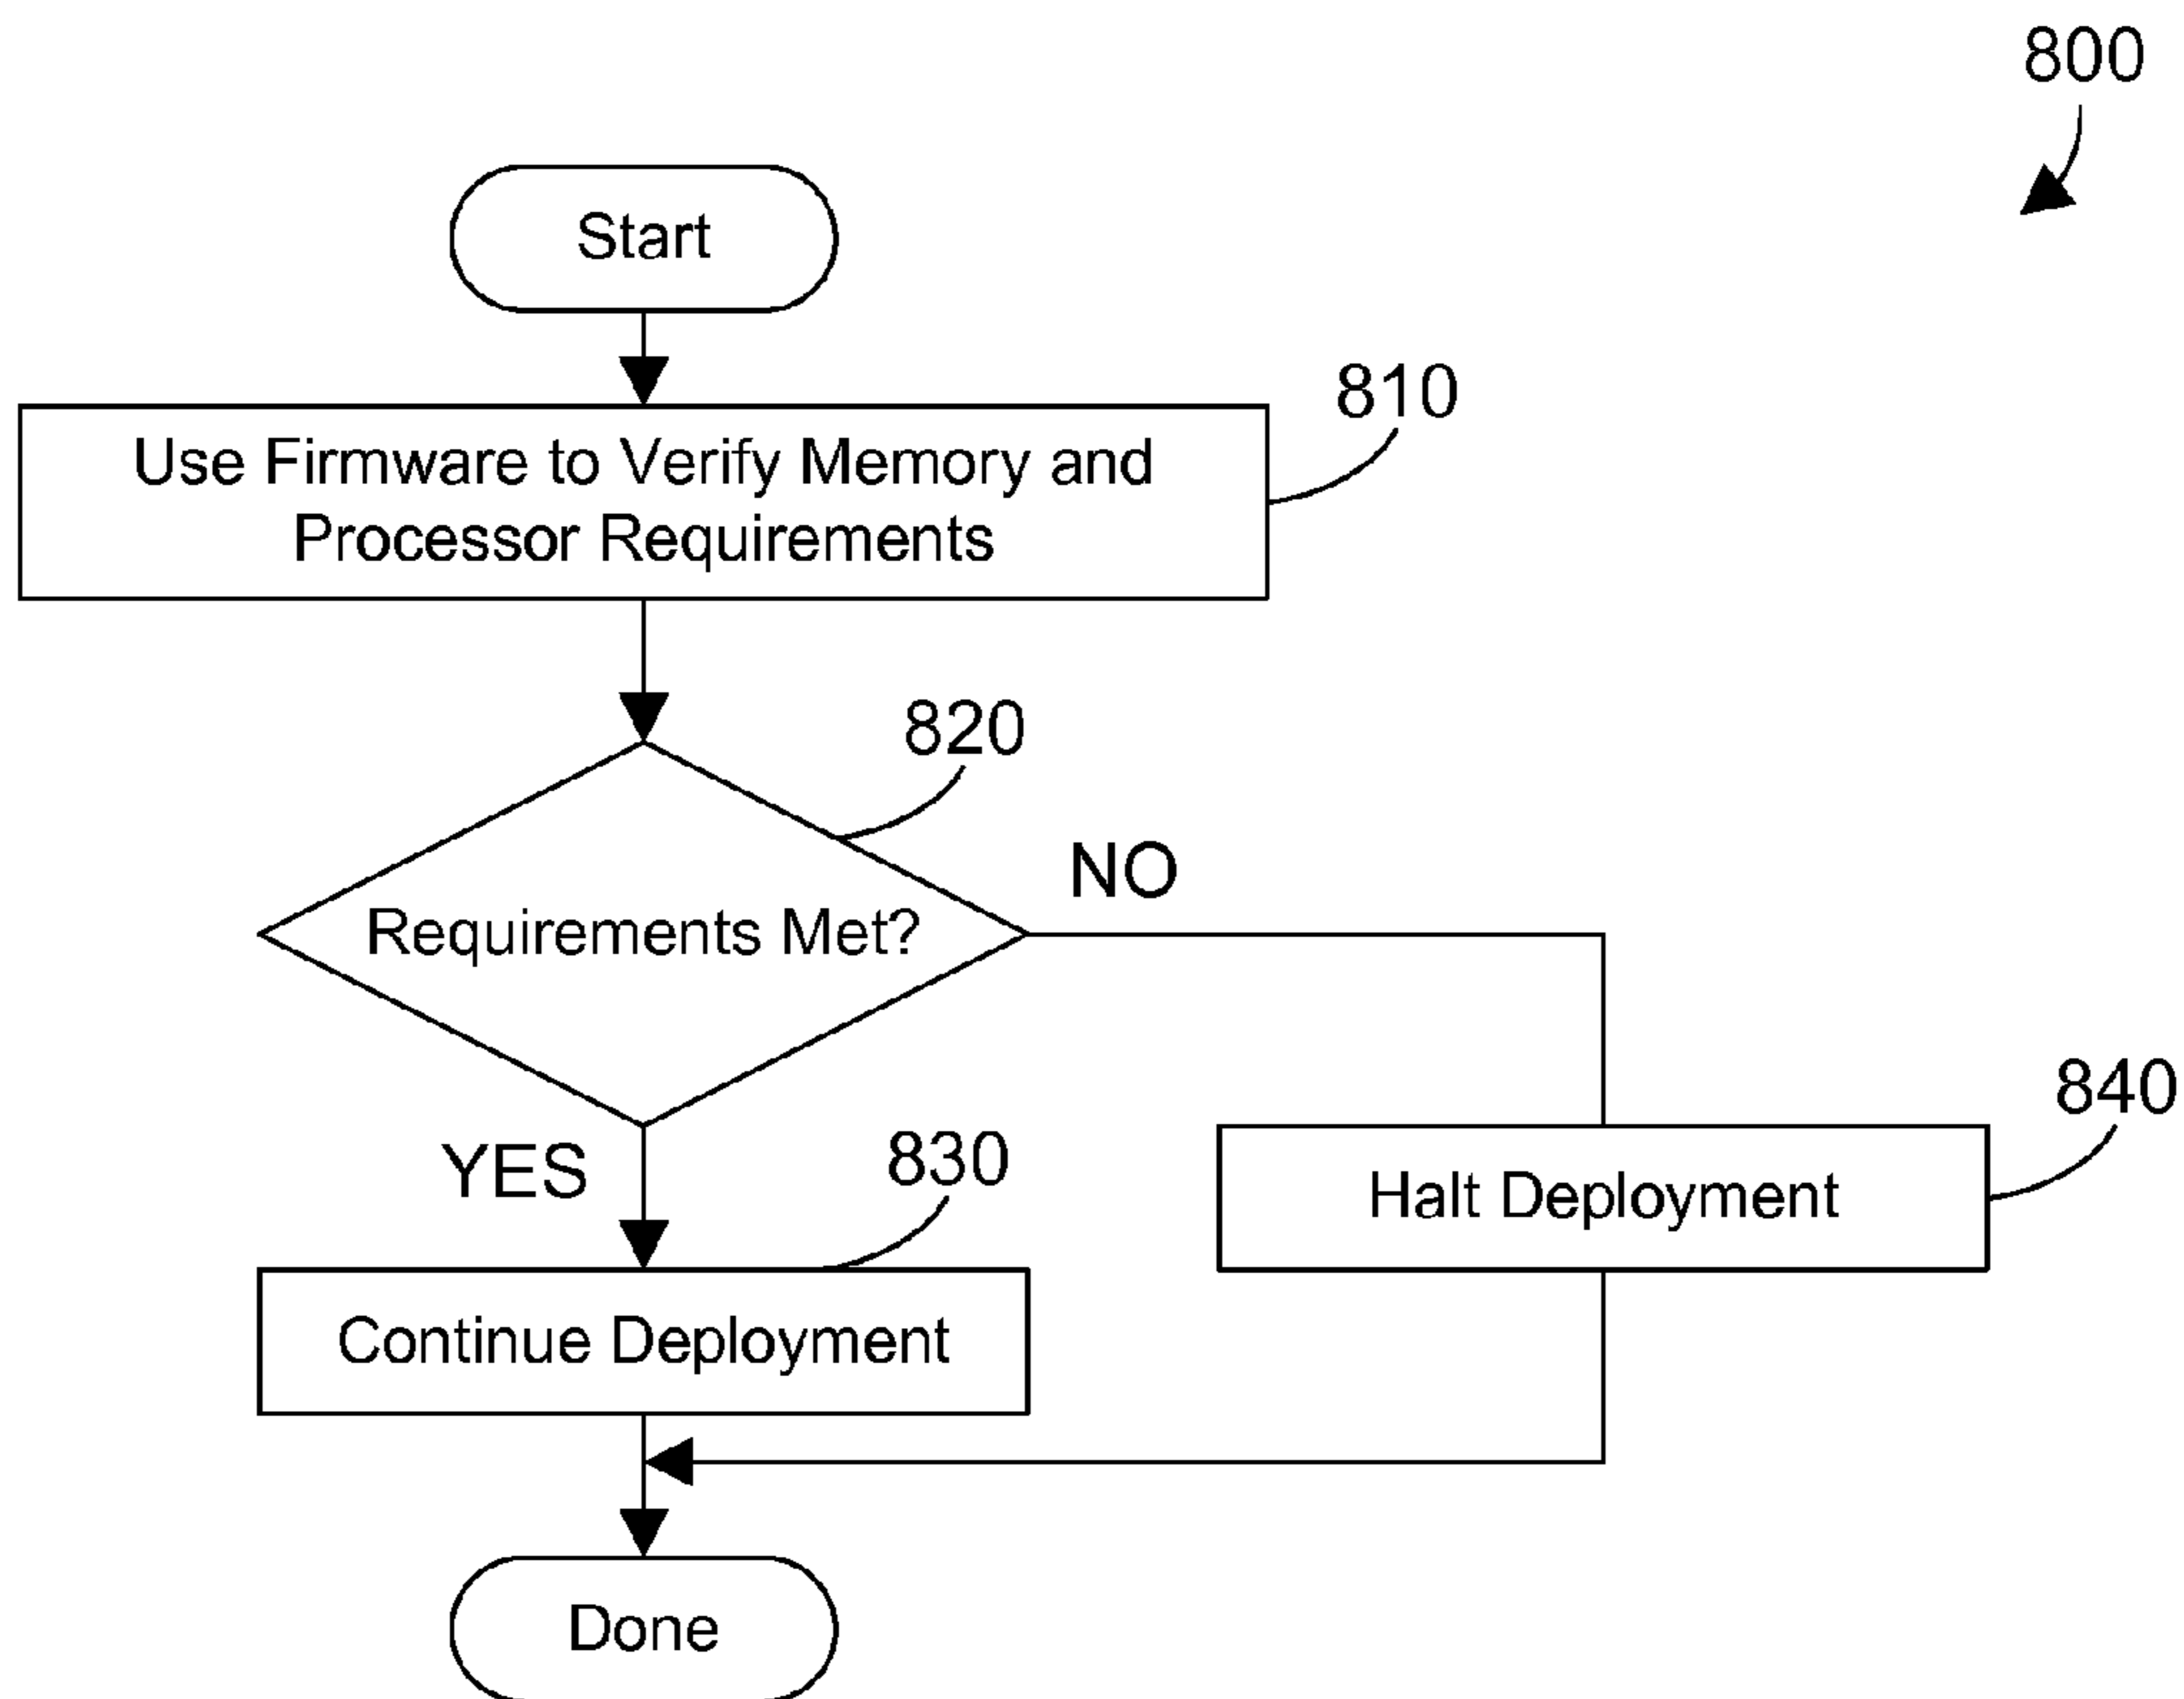 800
Start
810
Use Firmware to Verify Memory and
Processor Requirements
820
NO
Requirements Met?
840
YES
830
Halt Deployment
Continue Deployment
Done